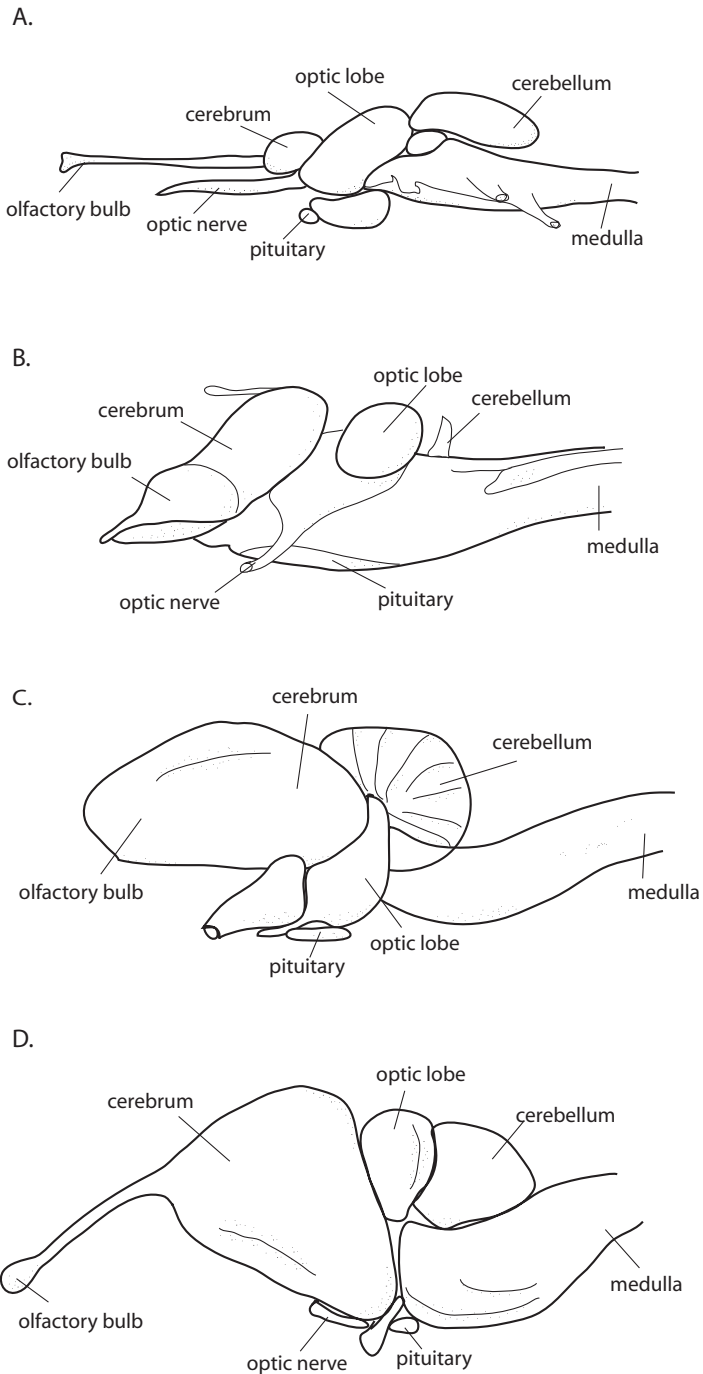 A.
optic lobe
cerebellum
cerebrum
olfactory bulb
optic nerve
pituitary
medulla
B.
optic lobe
cerebellum
cerebrum
olfactory bulb
medulla
optic nerve
pituitary
C.
cerebrum
cerebellum
olfactory bulb
medulla
optic lobe
pituitary
D.
optic lobe
cerebrum
cerebellum
medulla
olfactory bulb
optic nerve
pituitary